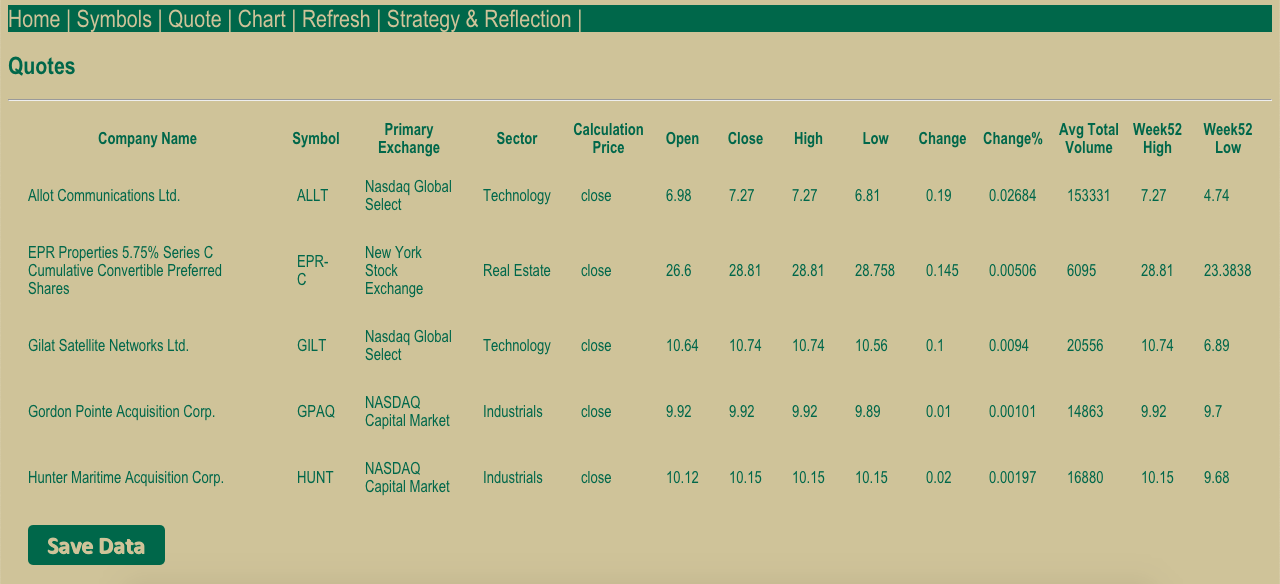 Home | Symbols | Quote | Chart | Refresh | Strategy & Reflection |
Quotes
Company Name Symbol Primary Exchange Sector Calculation Price Open Close High Low Change Change% Avg Total Volume Week52 High Week52 Low
Allot Communications Ltd. ALLT Nasdaq Global Select Technology close 6.98 7.27 7.27 6.81 0.19 0.02684 153331 7.27 4.74
EPR Properties 5.75% Series C Cumulative Convertible Preferred Shares EPR-C New York Stock Exchange Real Estate close 26.6 28.81 28.81 28.758 0.145 0.00506 6095 28.81 23.3838
Gilat Satellite Networks Ltd. GILT Nasdaq Global Select Technology close 10.64 10.74 10.74 10.56 0.1 0.0094 20556 10.74 6.89
Gordon Pointe Acquisition Corp. GPAQ NASDAQ Capital Market Industrials close 9.92 9.92 9.92 9.89 0.01 0.00101 14863 9.92 9.7
Hunter Maritime Acquisition Corp. HUNT NASDAQ Capital Market Industrials close 10.12 10.15 10.15 10.15 0.02 0.00197 16880 10.15 9.68
Save Data